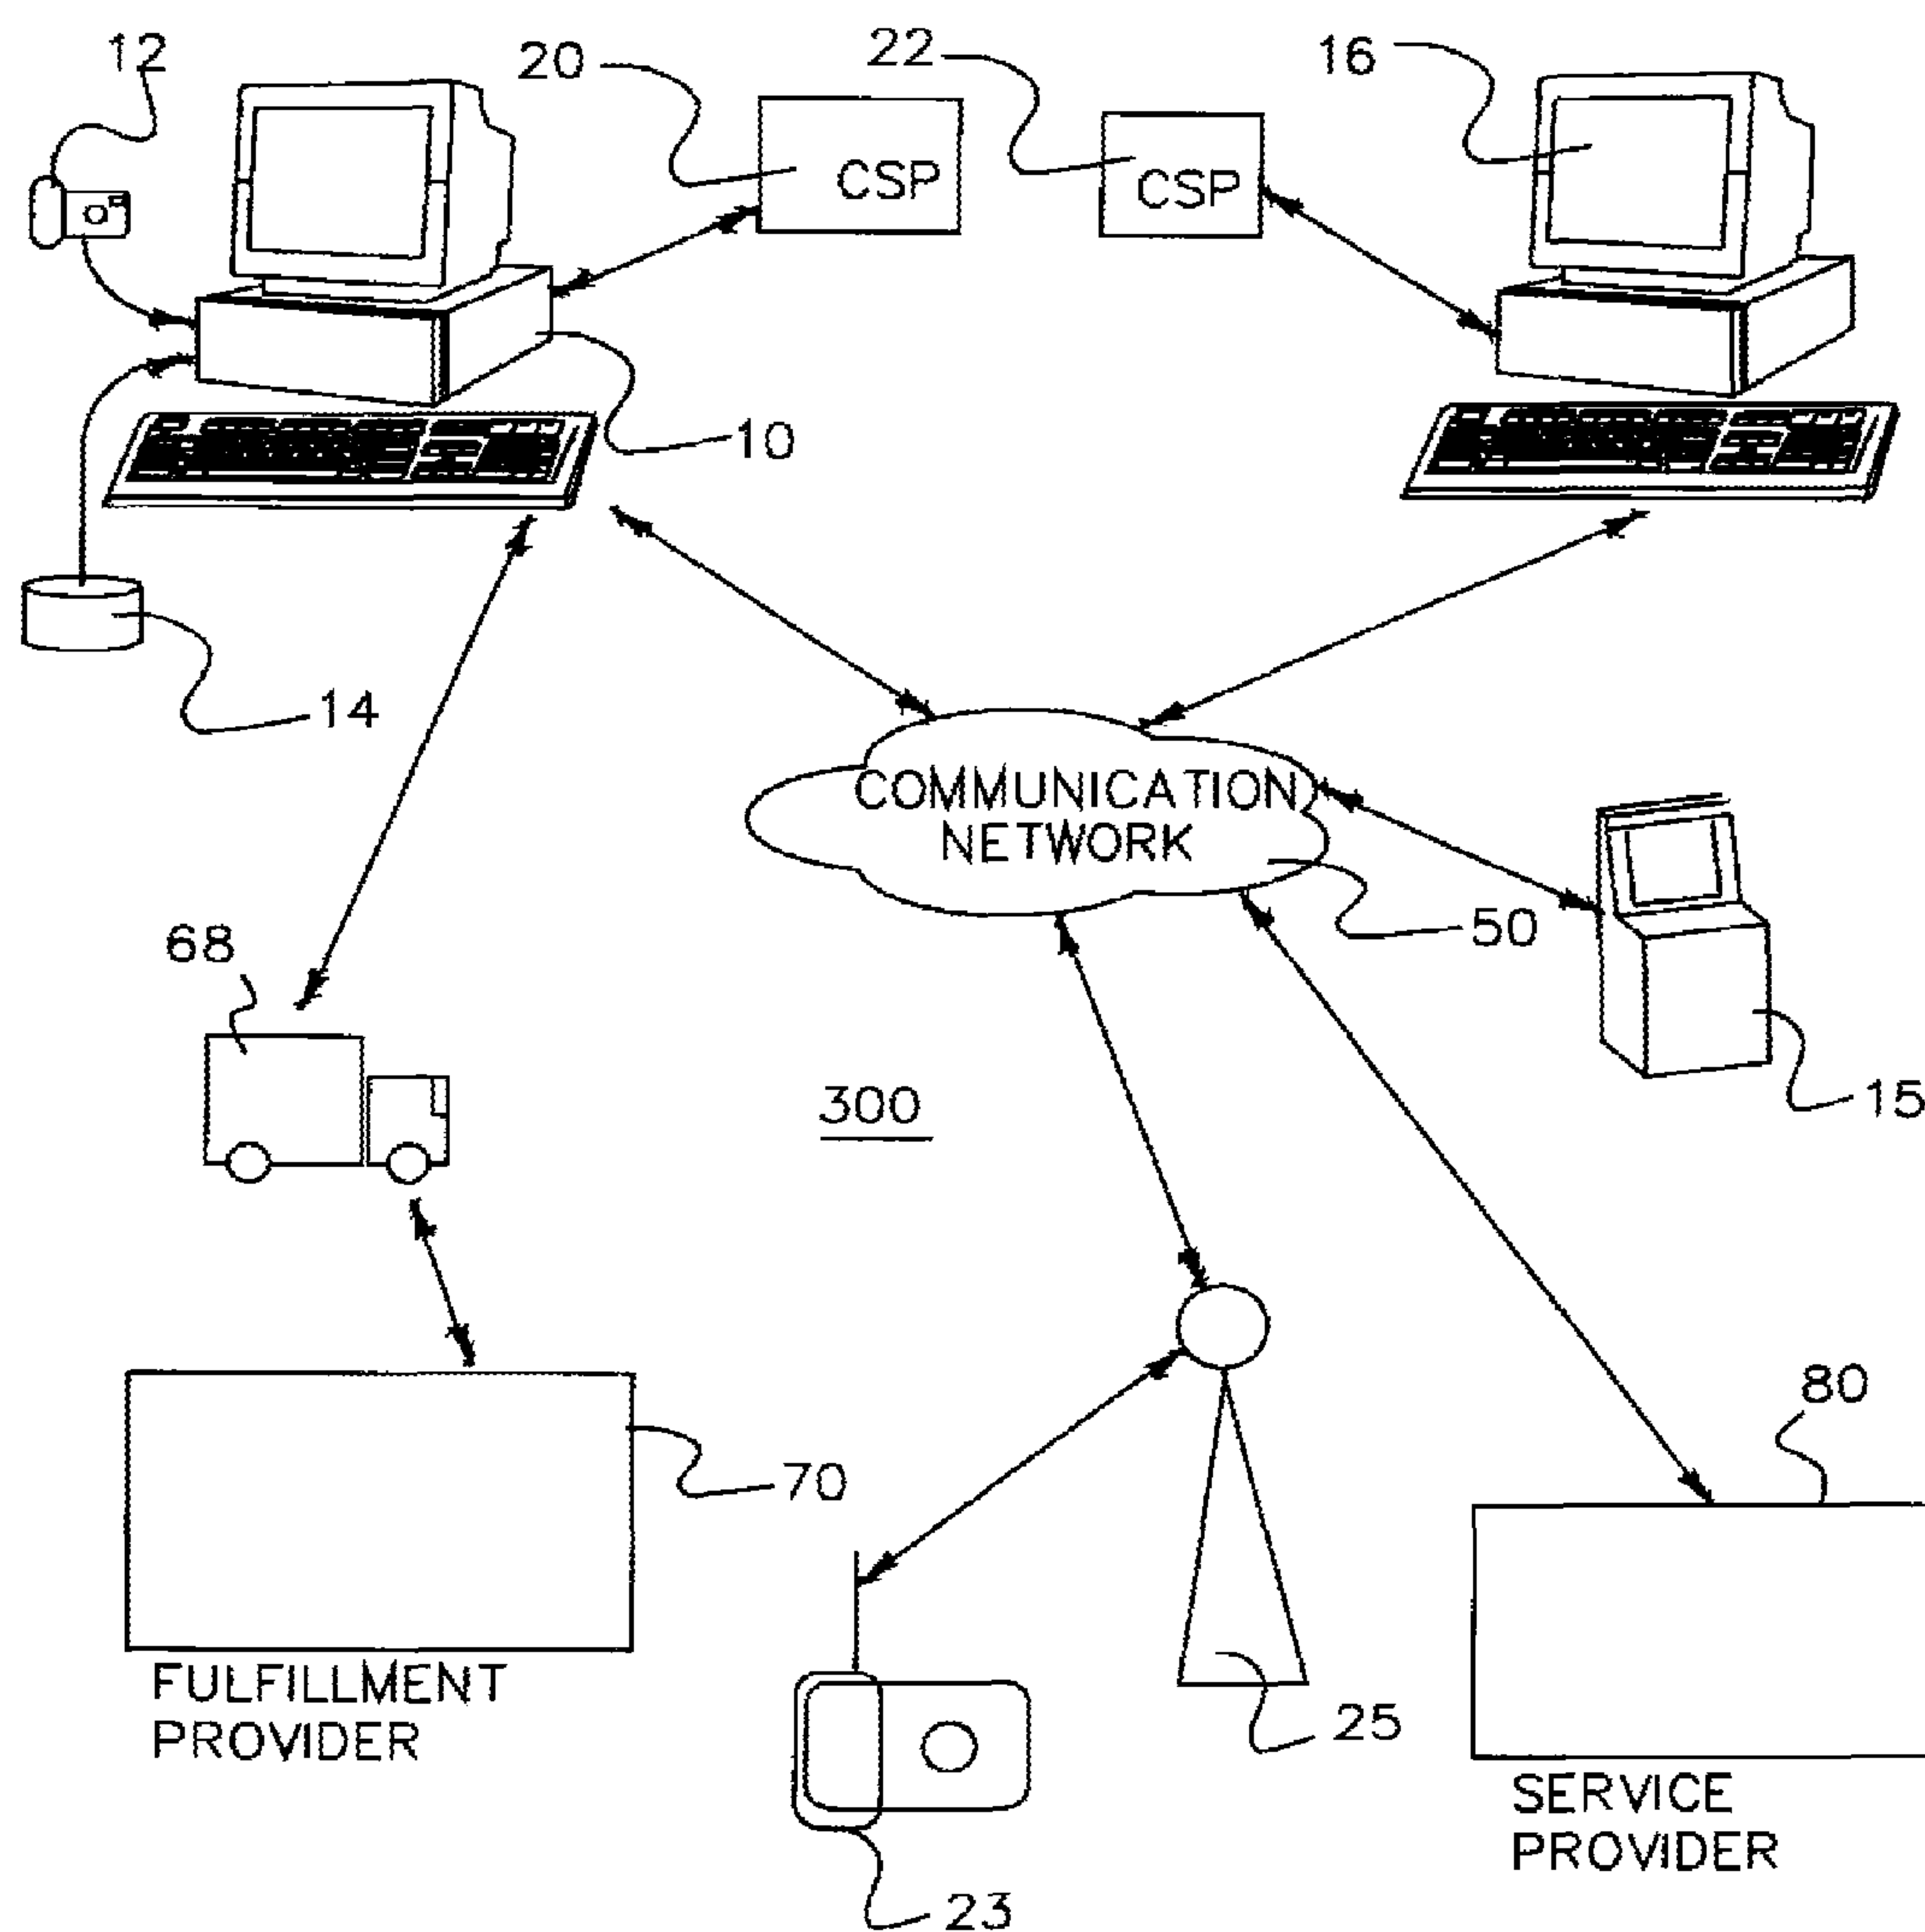 12
20
22
16
CSP
CSP
10
14
COMMUNICATION
NETWORK
50
68
300
15
80
70
FULFILLMENT
PROVIDER
25
SERVICE
PROVIDER
23